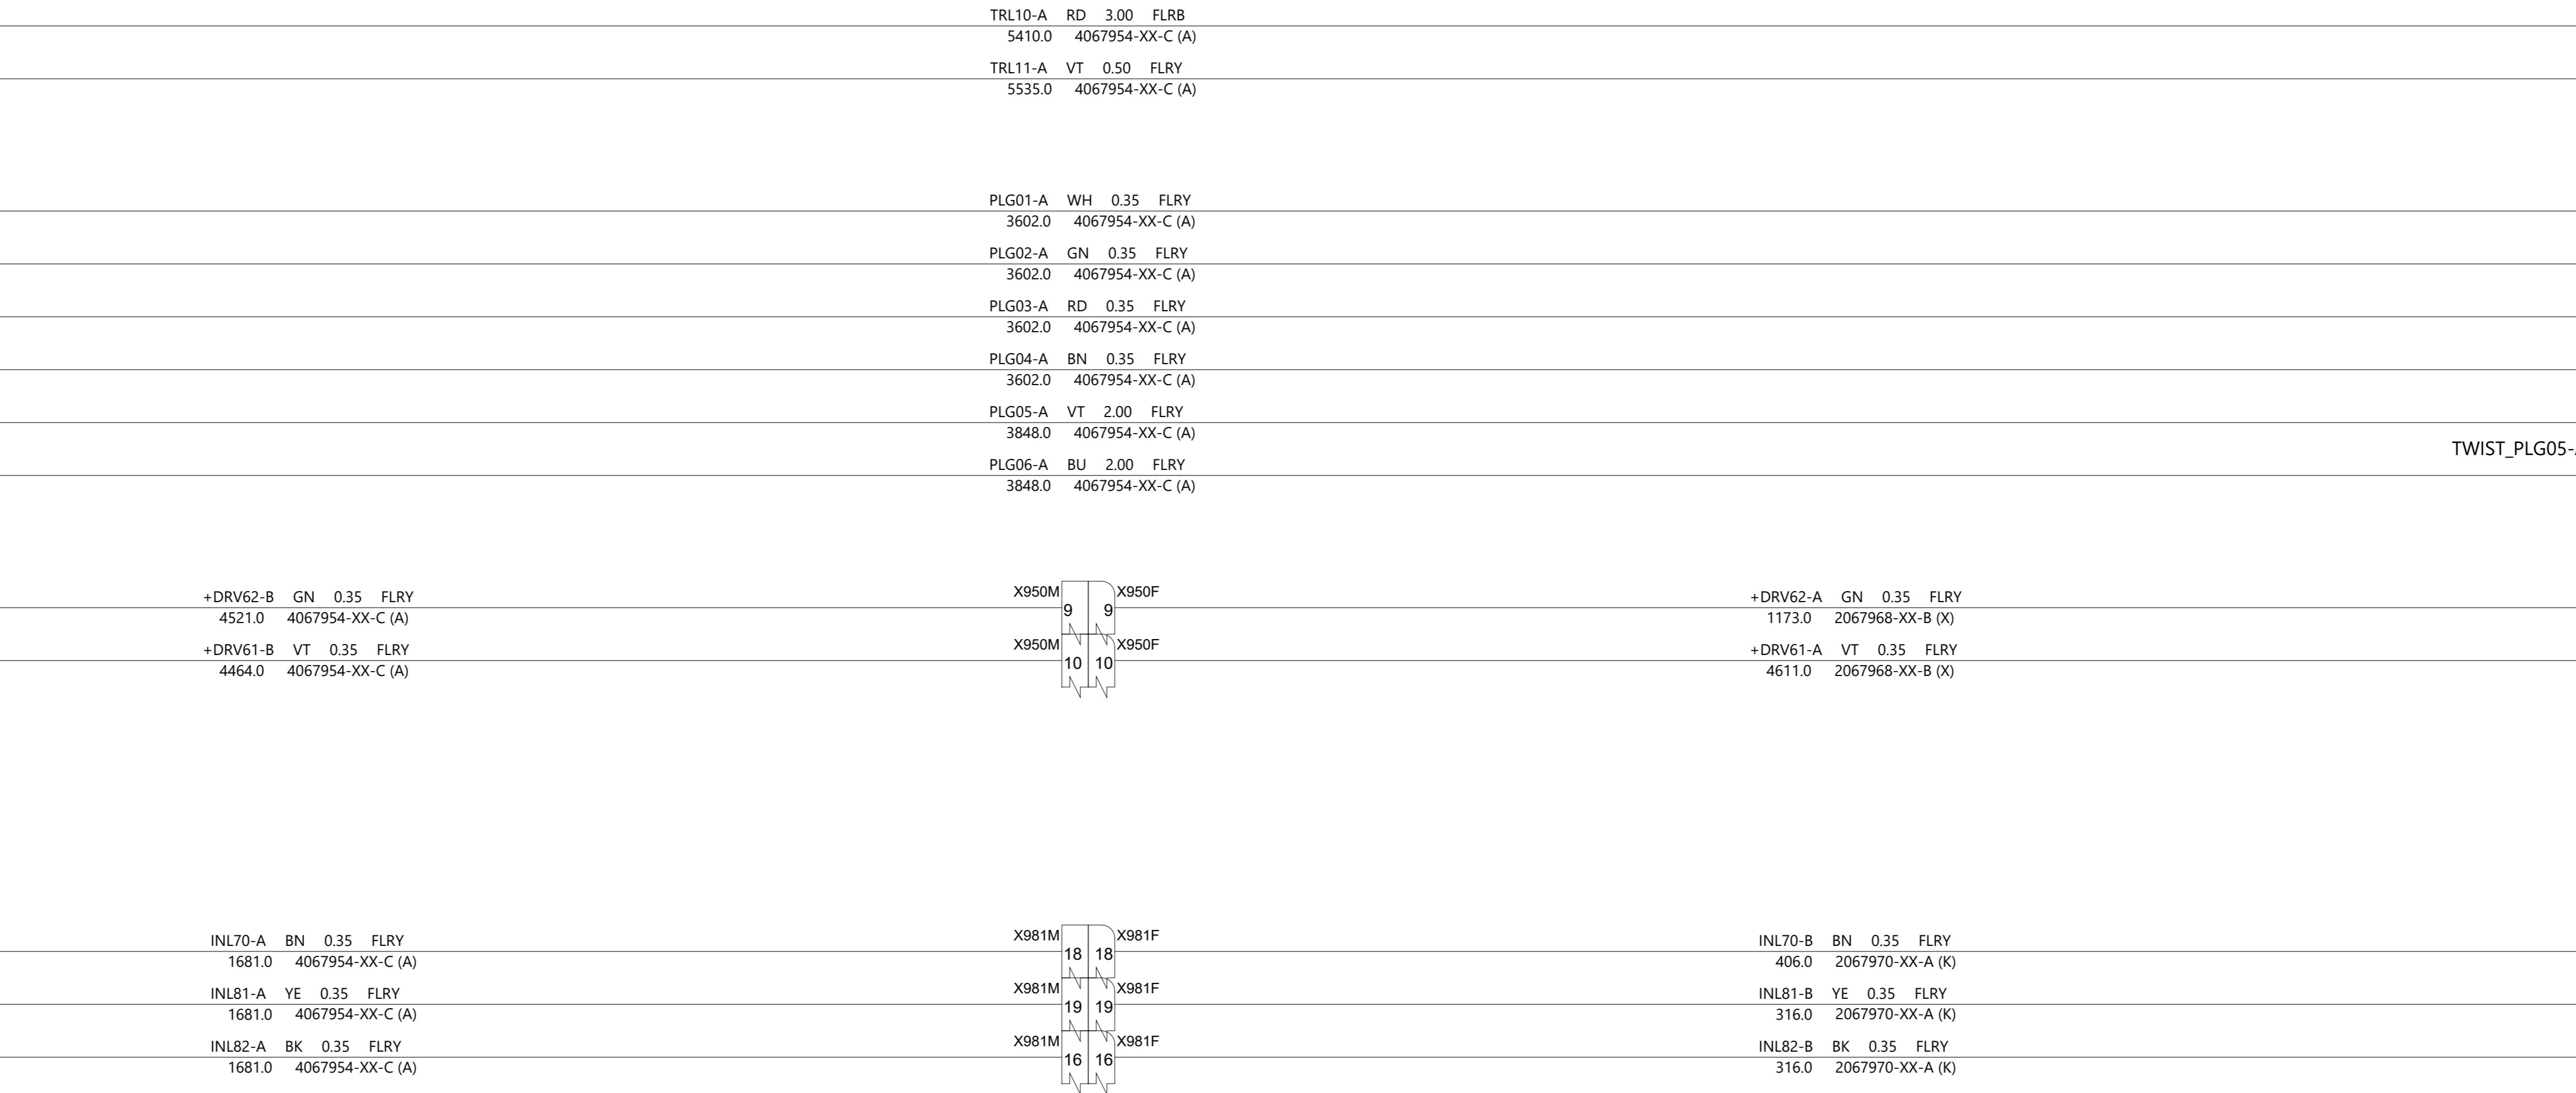 TRL10-A RD 3.00 FLRB
5410.0 4067954-XX-C (A)
TRL11-A VT 0.50 FLRY
5535.0 4067954-XX-C (A)
PLG01-A WH 0.35 FLRY
3602.0 4067954-XX-C (A)
PLG02-A GN 0.35 FLRY
3602.0 4067954-XX-C (A)
PLG03-A RD 0.35 FLRY
3602.0 4067954-XX-C (A)
PLG04-A BN 0.35 FLRY
3602.0 4067954-XX-C (A)
PLG05-A VT 2.00 FLRY
3848.0 4067954-XX-C (A)
TWIST_PLG05-
PLG06-A BU 2.00 FLRY
3848.0 4067954-XX-C (A)
X950M X950F
+DRV62-B GN 0.35 FLRY
+DRV62-A GN 0.35 FLRY
9 9
4521.0 4067954-XX-C (A)
1173.0 2067968-XX-B (X)
X950M X950F
+DRV61-B VT 0.35 FLRY
+DRV61-A VT 0.35 FLRY
10 10
4464.0 4067954-XX-C (A)
4611.0 2067968-XX-B (X)
X981M X981F
INL70-A BN 0.35 FLRY
INL70-B BN 0.35 FLRY
18 18
1681.0 4067954-XX-C (A)
406.0 2067970-XX-A (K)
X981M X981F
INL81-A YE 0.35 FLRY
INL81-B YE 0.35 FLRY
19 19
1681.0 4067954-XX-C (A)
316.0 2067970-XX-A (K)
X981M X981F
INL82-A BK 0.35 FLRY
INL82-B BK 0.35 FLRY
16 16
1681.0 4067954-XX-C (A)
316.0 2067970-XX-A (K)